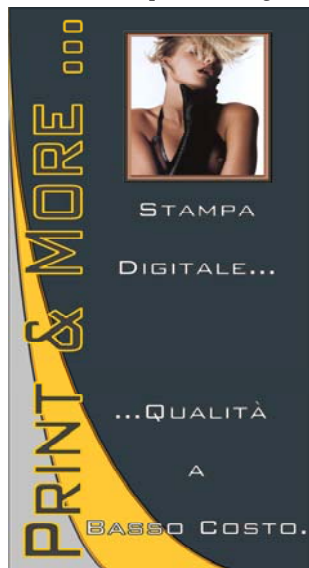 PRINT & MORE ...
STAMPA
DIGITALE...
...QUALITÀ
A
BASSO COSTO.